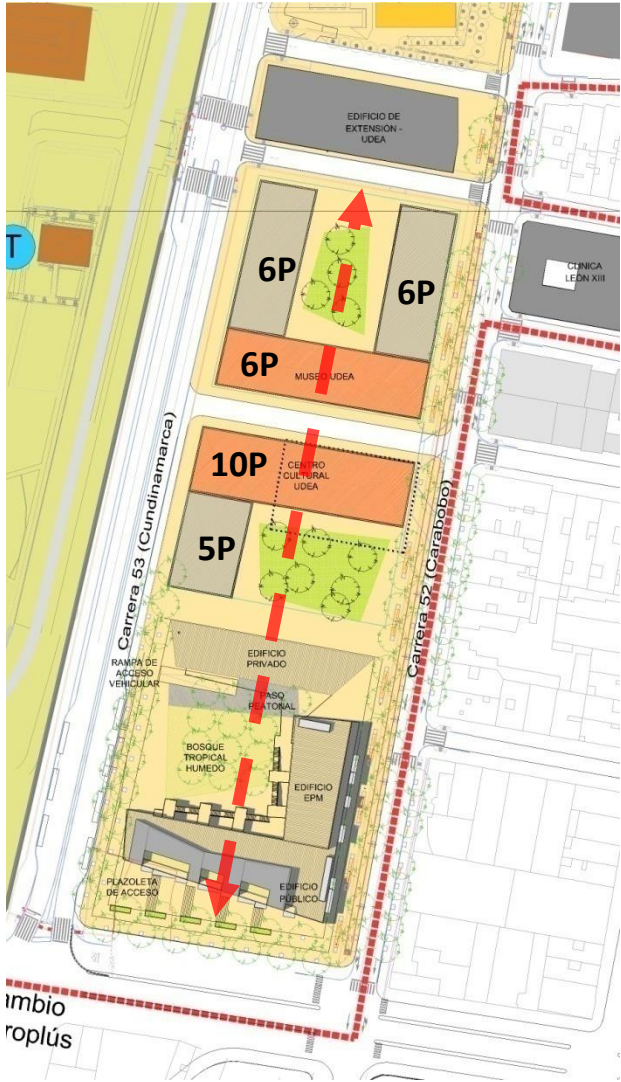 EDIFICIO DE
EXTENSION -
UDEA
T
CLINICA
LEÓN XIII
6P
6P
6P
MUSEO UDEA
10P
CENTRO
CULTURAL
UDEA
5P
Carrera 53 (Cundinamarca)
Carrera 52 (Carabobo)
EDIFICIO
PRIVADO
RAMPA DE
ACCESO
VEHICULAR
PASO
PEATONAL
BOSQUE
TROPICAL
HUMEDO
EDIFICIO
EPM
PLAZOLETA
DE ACCESO
EDIFICIO
PÚBLICO
ambio
roplús